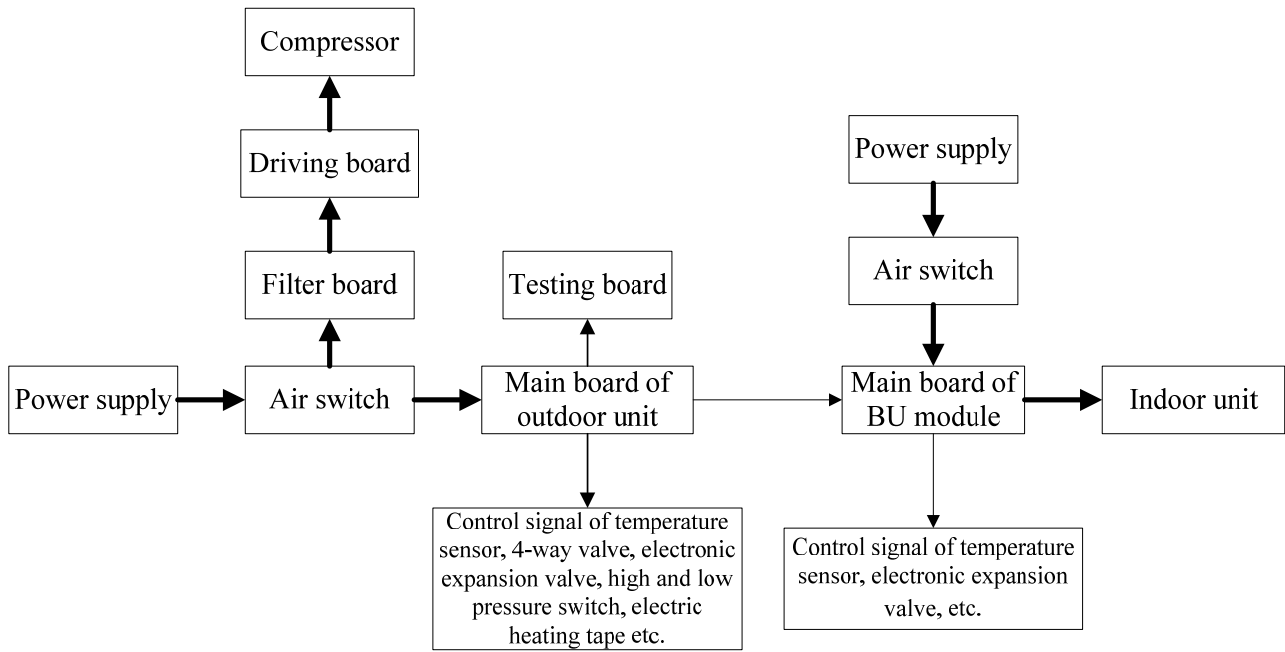 Compressor
Driving board
Power supply
Filter board
Testing board
Air switch
Power supply
Air switch
Main board of
outdoor unit
Main board of
BU module
Indoor unit
Control signal of temperature
sensor, 4-way valve, electronic
expansion valve, high and low
pressure switch, electric
heating tape etc.
Control signal of temperature
sensor, electronic expansion
valve, etc.